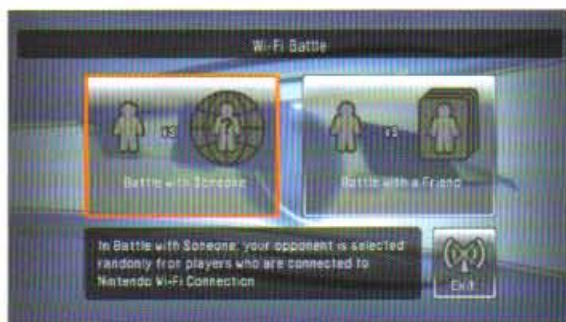 Wi-Fi Battle
vs
vs
Battle with Someone
Battle with a Friend
In Battle with Someone, your opponent is selected
randomly from players who are connected to
Nintendo Wi-Fi Connection
Exit